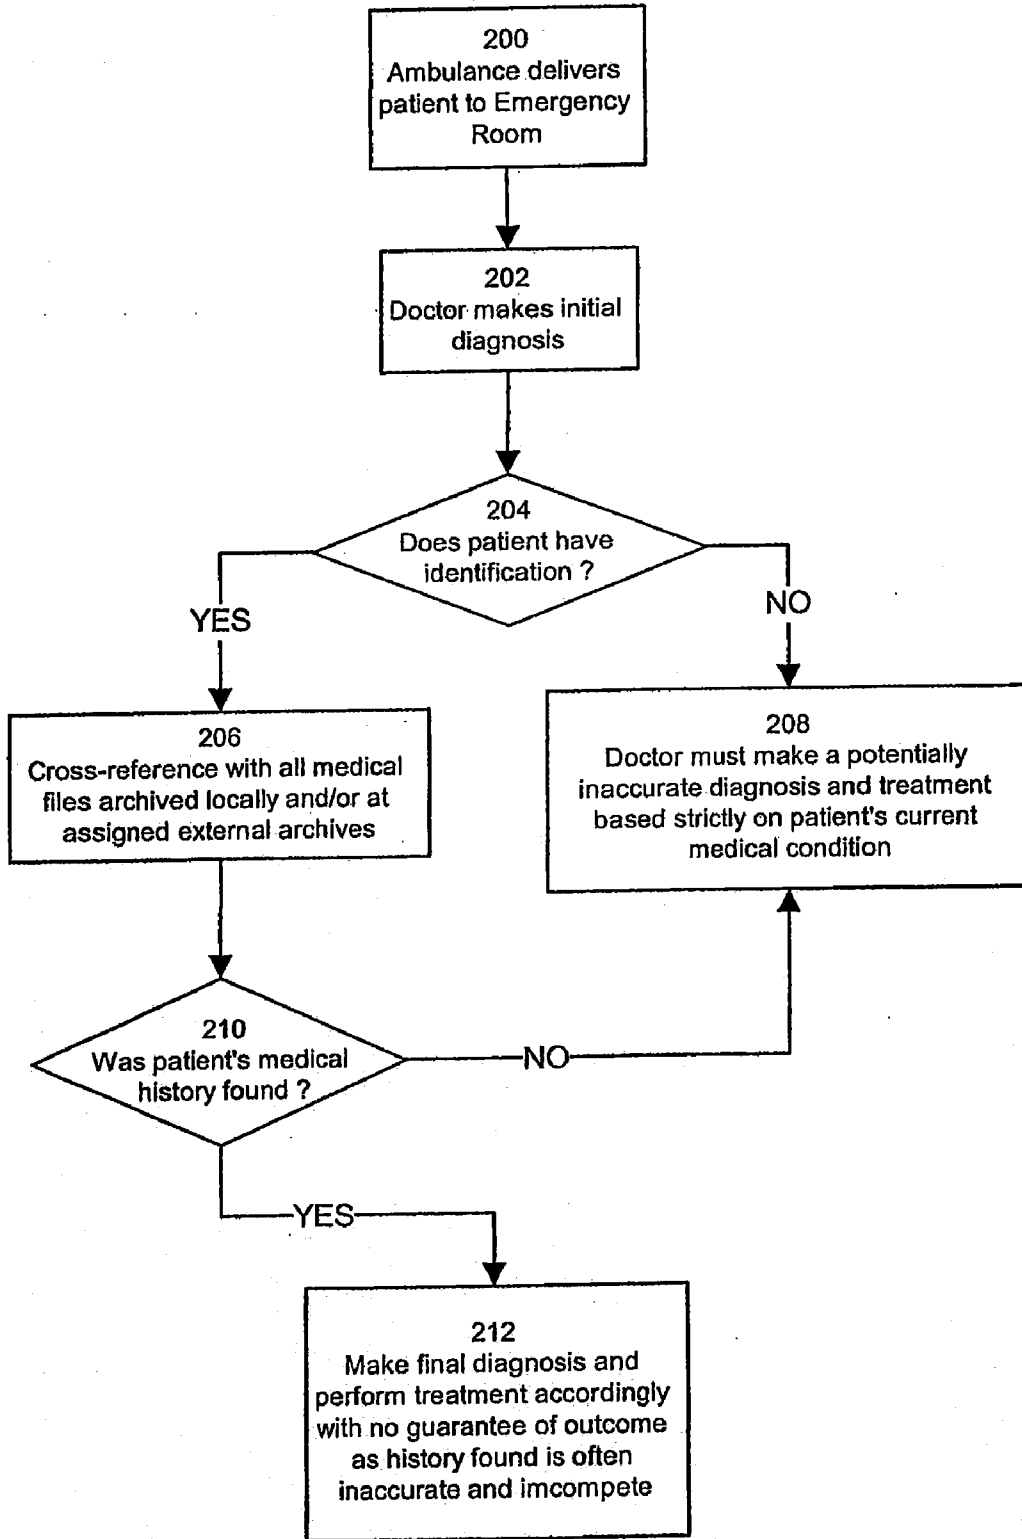 200
Ambulance delivers
patient to Emergency
Room
202
Doctor makes initial
diagnosis
204
Does patient have
identification ?
YES
NO
206
Cross-reference with all medical
files archived locally and/or at
assigned external archives
208
Doctor must make a potentially
inaccurate diagnosis and treatment
based strictly on patient's current
medical condition
210
Was patient's medical
history found ?
NO
YES
212
Make final diagnosis and
perform treatment accordingly
with no guarantee of outcome
as history found is often
inaccurate and imcompete